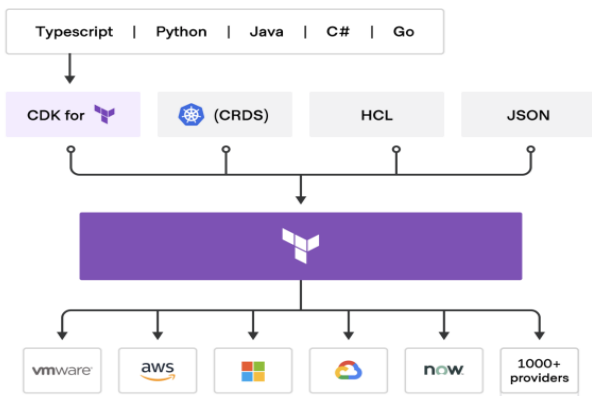 Typescript | Python | Java | C# | Go
CDK for
(CRDS)
HCL
JSON
vmware®
aws
now.
1000+
providers